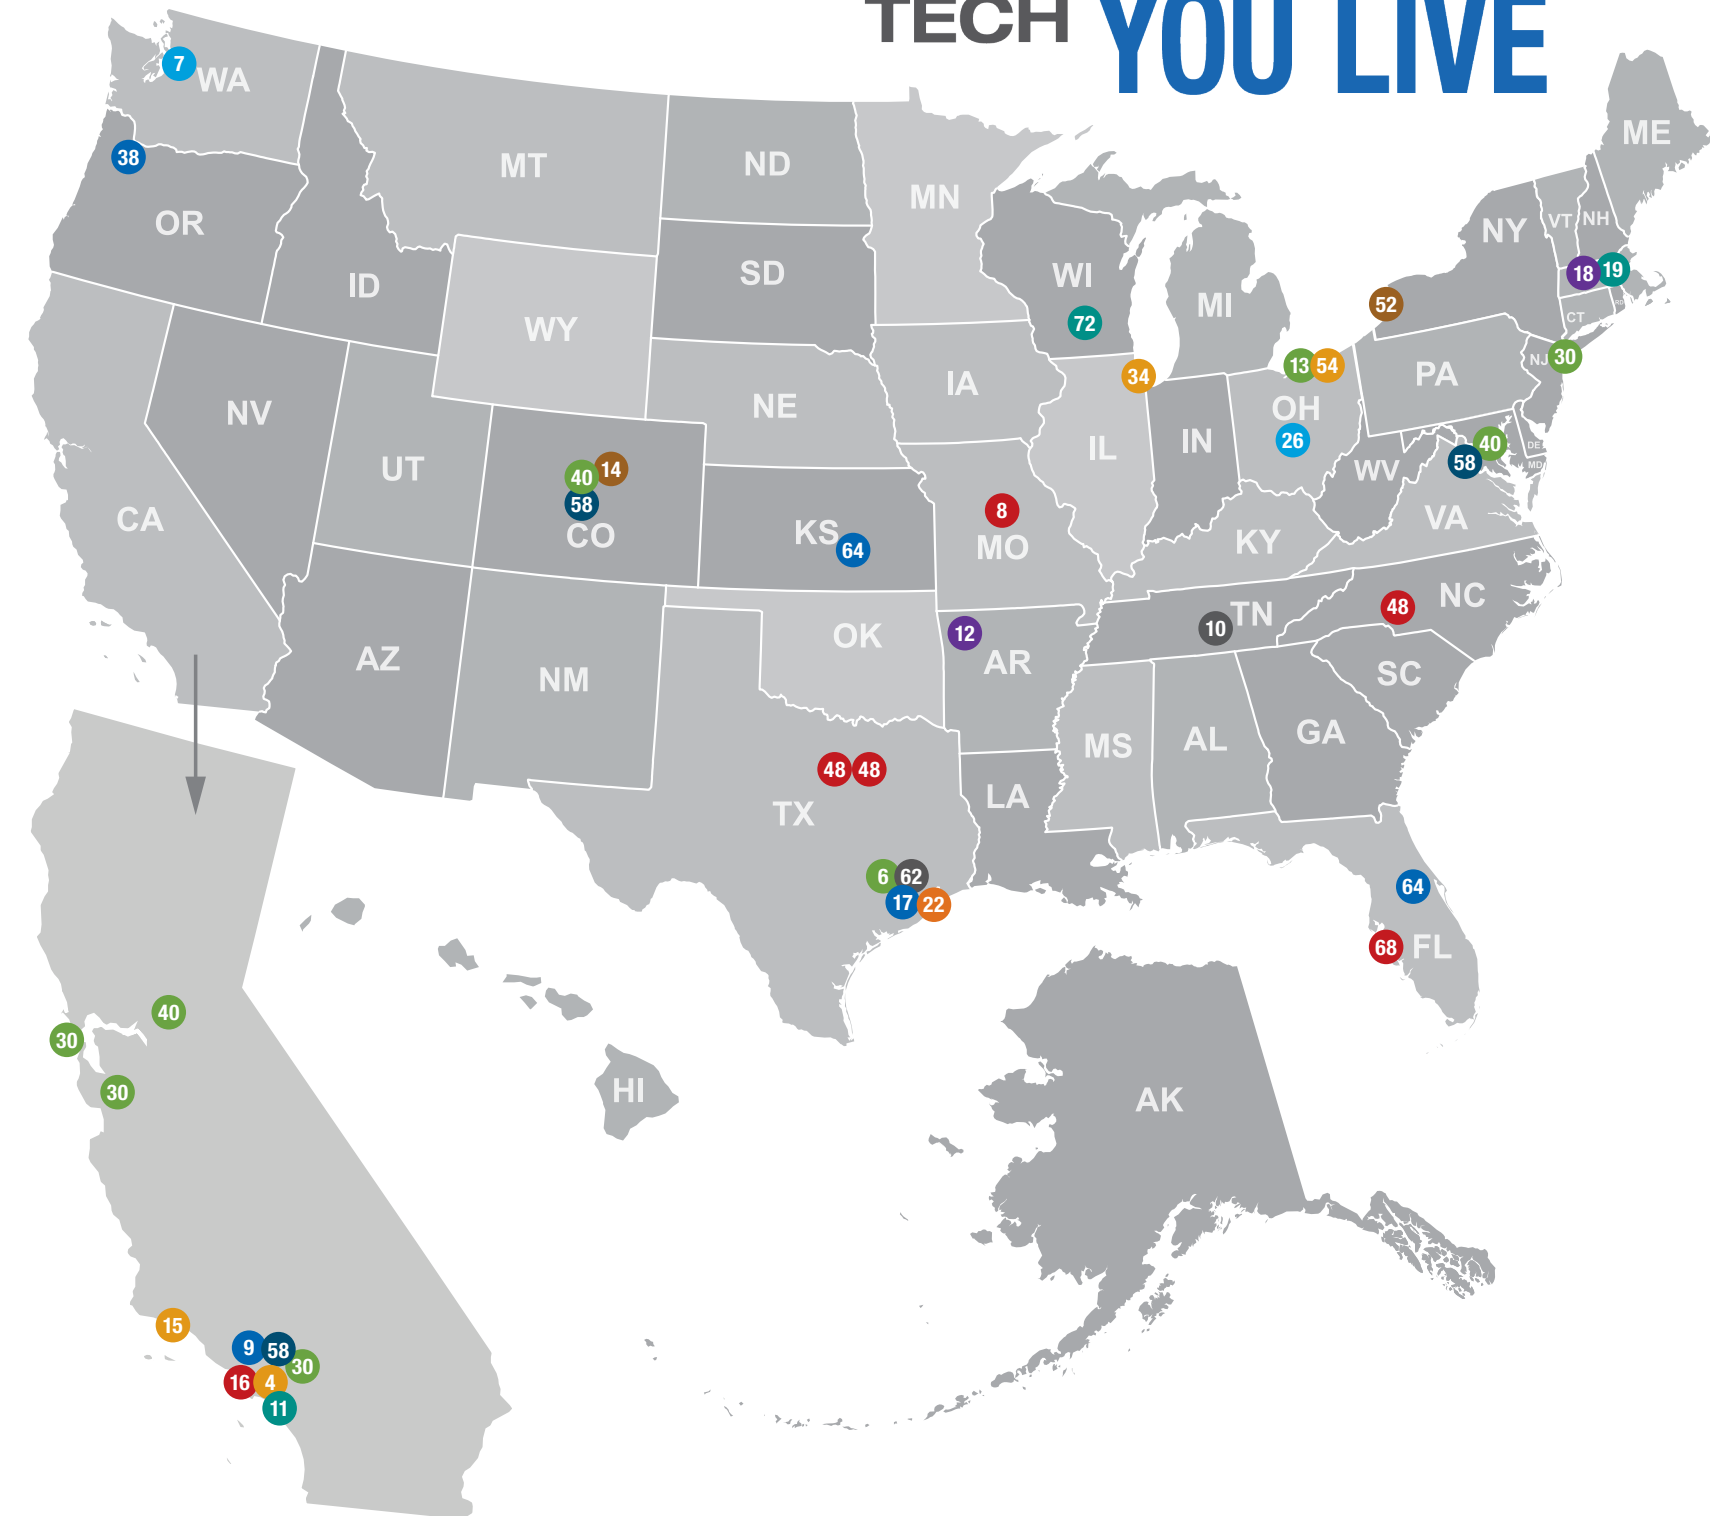 TECH YOU LIVE
7
WA
38
OR
MT
ND
MN
ID
SD
WY
WI
72
MI
ME
NY
VT
NH
18
19
52
CT
RI
NJ
30
PA
34
13
54
OH
26
IA
NE
NV
UT
CA
IL
IN
40
58
DE
MD
WV
VA
40
14
58
CO
KS
64
8
MO
KY
NC
48
TN
10
OK
12
AR
SC
AZ
NM
MS
AL
GA
48
48
TX
LA
6
62
17
22
64
68
FL
40
30
30
HI
AK
15
9
58
30
16
4
11